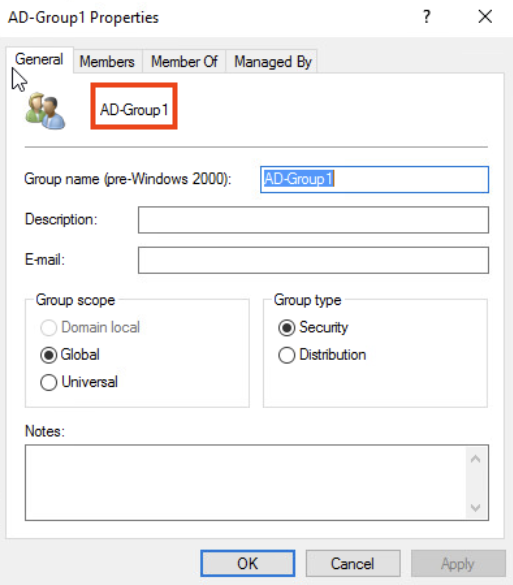 AD-Group1 Properties
?
General Members Member Of Managed By
AD-Group1
Group name (pre-Windows 2000): AD-Group1
Description:
E-mail:
Group scope
Domain local
Global
Universal
Group type
Security
Distribution
Notes:
OK Cancel Apply